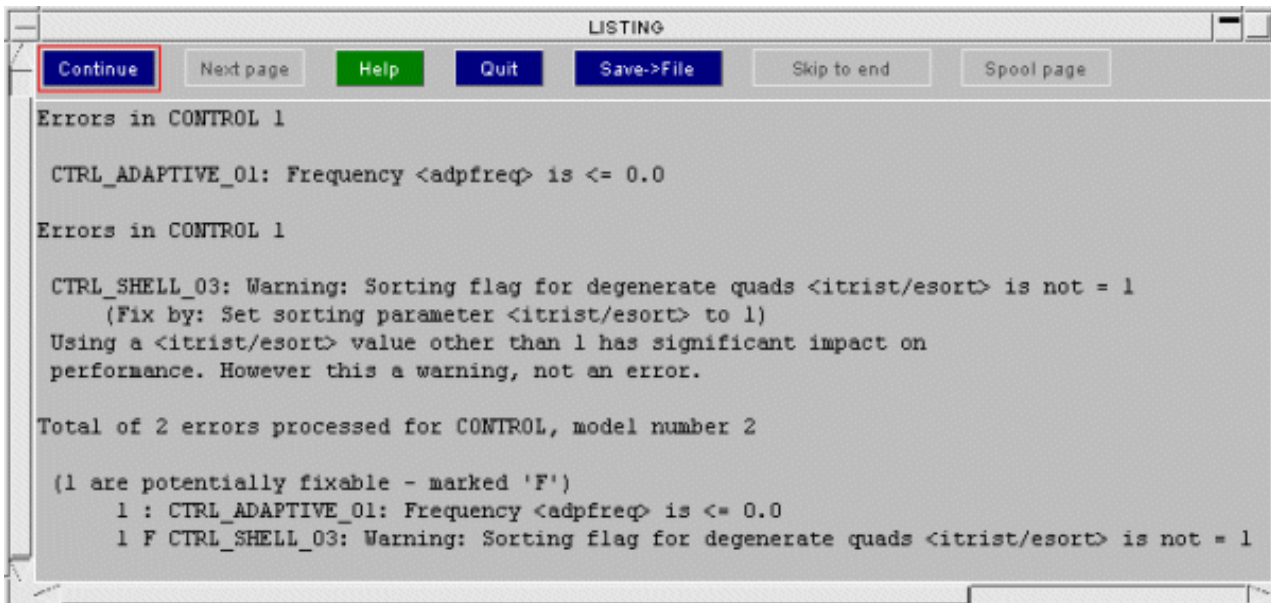 LISTING
Continue Next page Help Quit Save->File Skip to end Spool page
Errors in CONTROL 1
CTRL_ADAPTIVE_01: Frequency <adpfreq> is <= 0.0
Errors in CONTROL 1
CTRL_SHELL_03: Warning: Sorting flag for degenerate quads <itrist/esort> is not = 1
(Fix by: Set sorting parameter <itrist/esort> to 1)
Using a <itrist/esort> value other than 1 has significant impact on
performance. However this a warning, not an error.
Total of 2 errors processed for CONTROL, model number 2
(1 are potentially fixable - marked 'F')
1 : CTRL_ADAPTIVE_01: Frequency <adpfreq> is <= 0.0
1 F CTRL_SHELL_03: Warning: Sorting flag for degenerate quads <itrist/esort> is not = 1